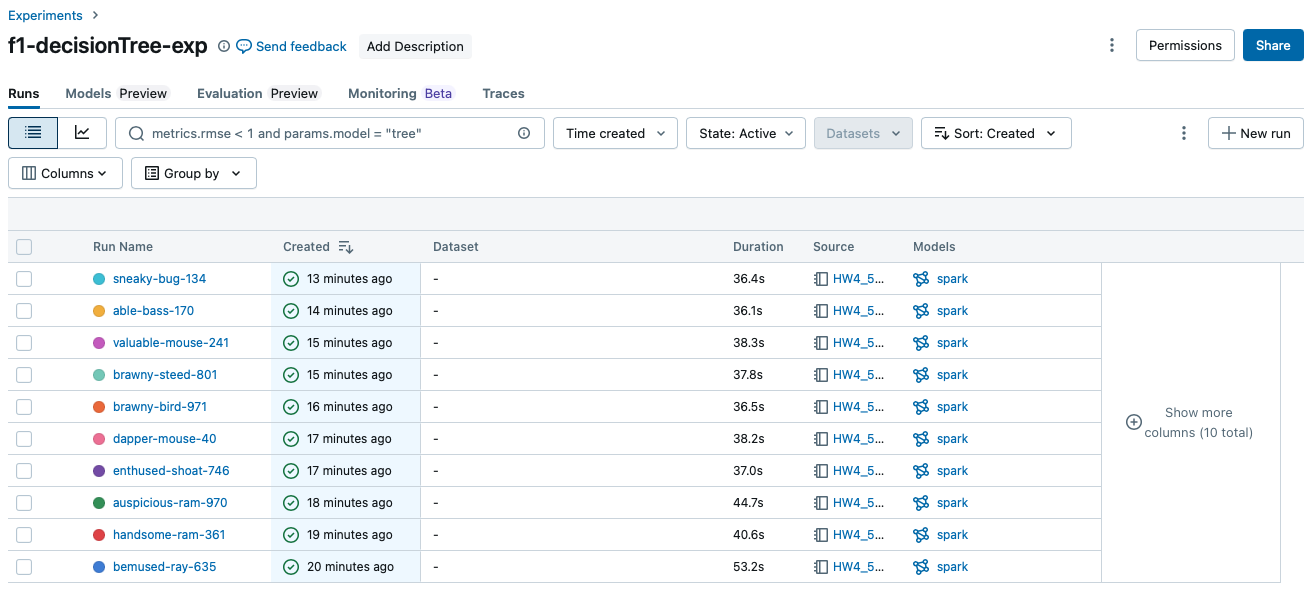 Experiments
f1-decisionTree-exp Send feedback Add Description Permissions Share
Runs Models Preview Evaluation Preview Monitoring Beta Traces
metrics.rmse < 1 and params.model = "tree" Time created State: Active Datasets Sort: Created New run
Columns Group by
Run Name Created Dataset Duration Source Models
sneaky-bug-134 13 minutes ago - 36.4s HW4_5... spark
able-bass-170 14 minutes ago - 36.1s HW4_5... spark
valuable-mouse-241 15 minutes ago - 38.3s HW4_5... spark
brawny-steed-801 15 minutes ago - 37.8s HW4_5... spark
brawny-bird-971 16 minutes ago - 36.5s HW4_5... spark
dapper-mouse-40 17 minutes ago - 38.2s HW4_5... spark
enthused-shoat-746 17 minutes ago - 37.0s HW4_5... spark
auspicious-ram-970 18 minutes ago - 44.7s HW4_5... spark
handsome-ram-361 19 minutes ago - 40.6s HW4_5... spark
bemused-ray-635 20 minutes ago - 53.2s HW4_5... spark
Show more
columns (10 total)